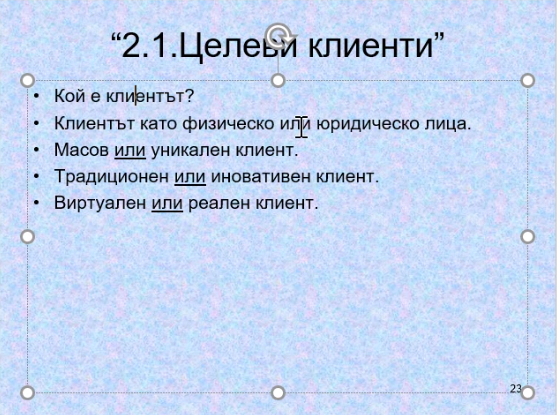 “2.1.Целеви клиенти”
• Кой е клиентът?
• Клиентът като физическо или юридическо лица.
• Масов или уникален клиент.
• Традиционен или иновативен клиент.
• Виртуален или реален клиент.
23